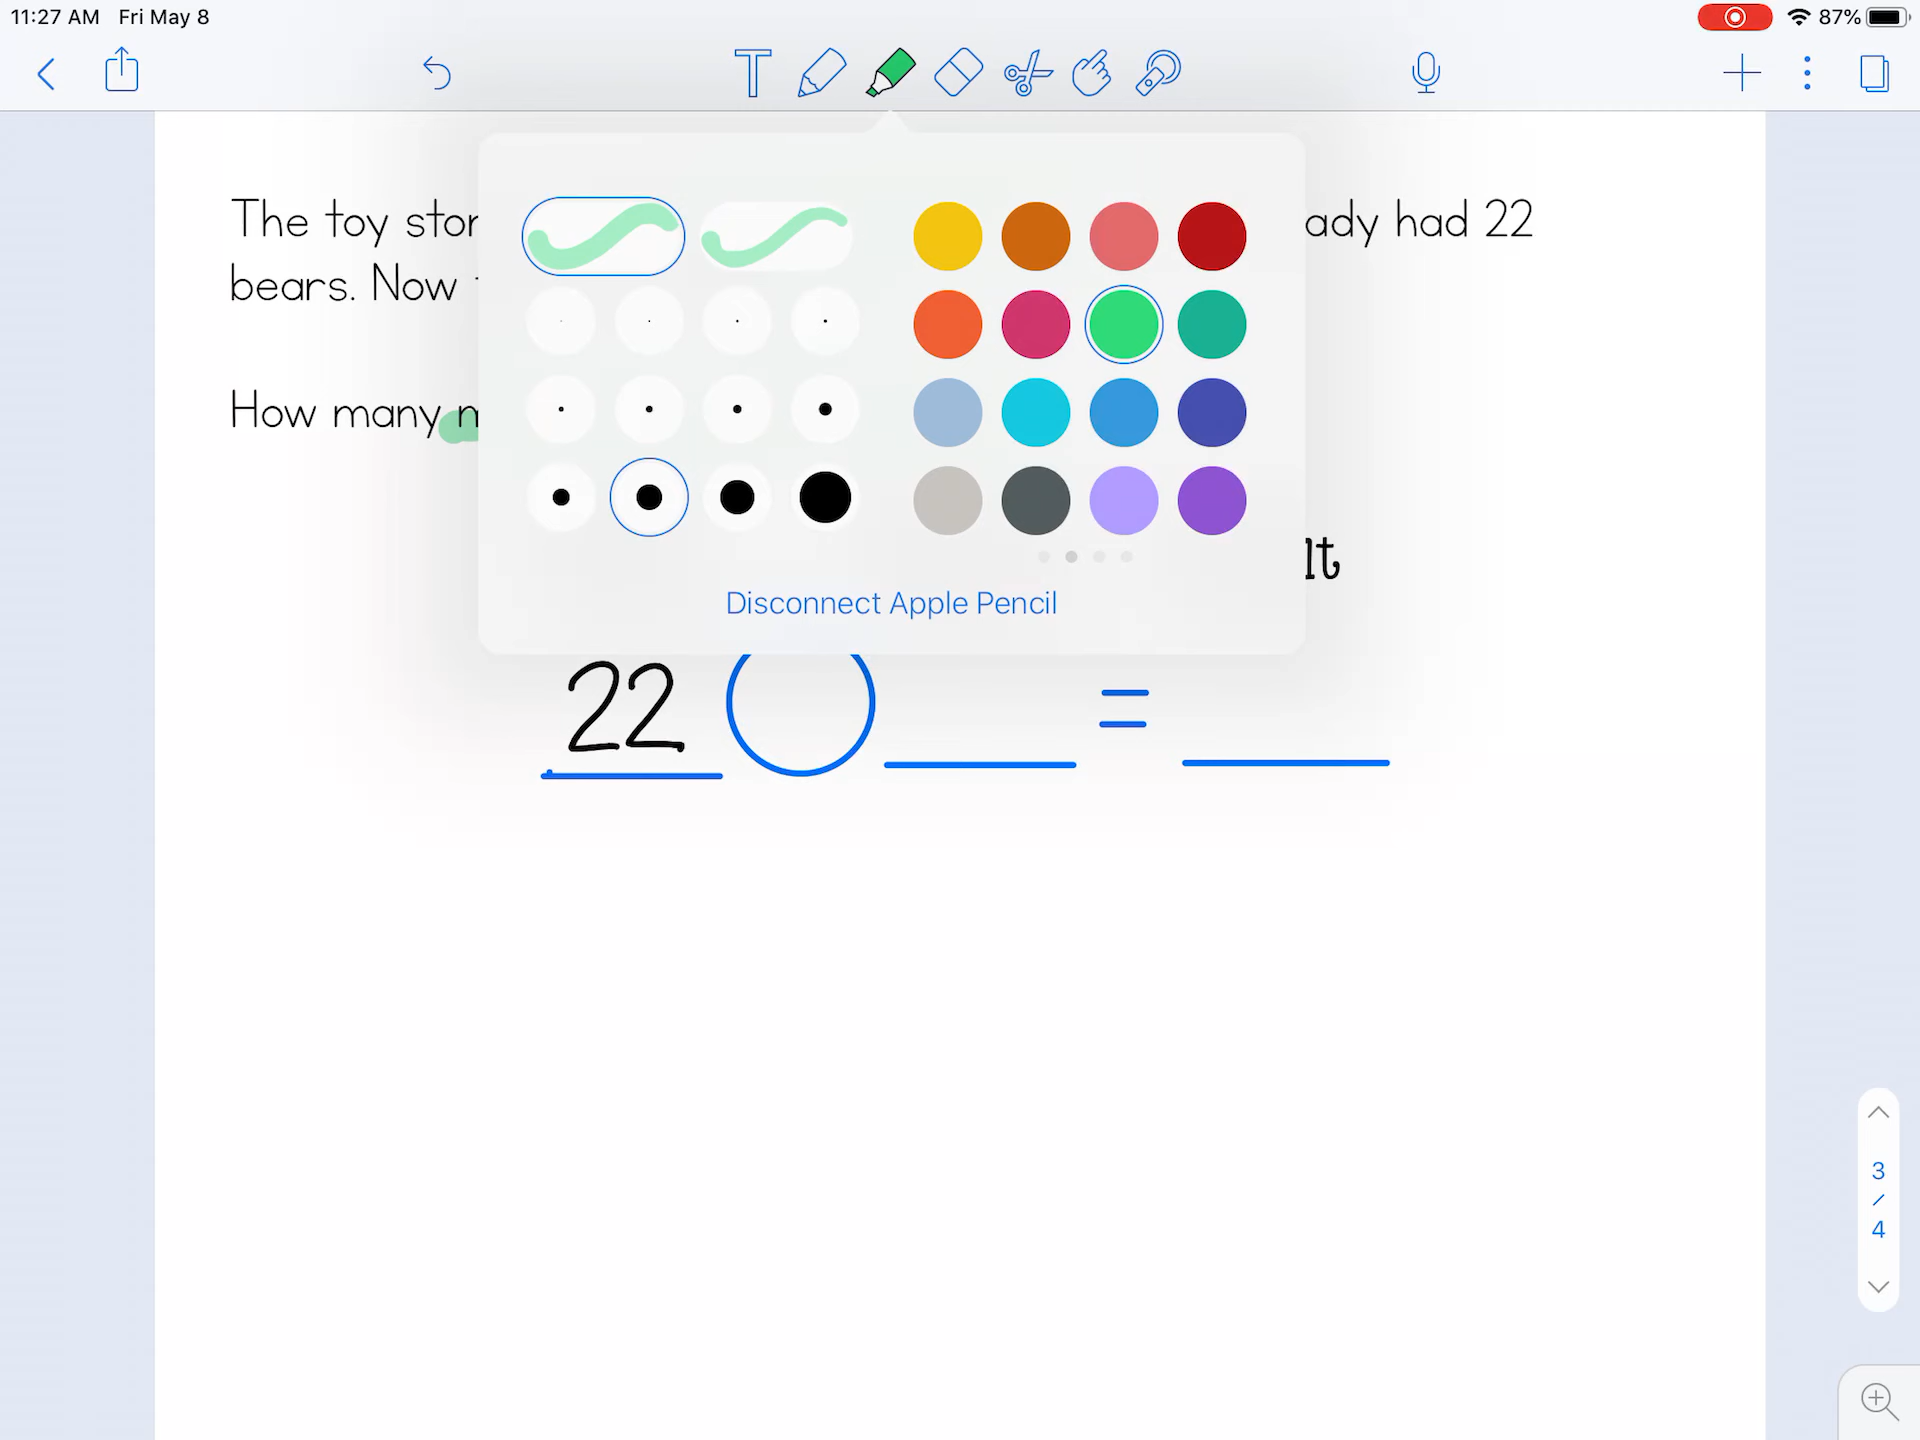 11:27 AM Fri May 8
87%
T
The toy stor ady had 22
bears. Now
How many
lt
Disconnect Apple Pencil
22 =
3
/
4